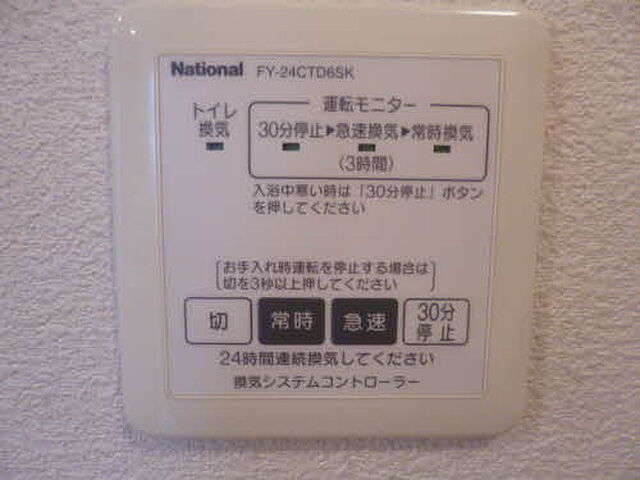 National FY-24CTD6SK
運転モニター
トイレ
換気
30分停止▶急速換気▶常時換気
(3時間)
入浴中寒い時は「30分停止」ボタン
を押してください
お手入れ時運転を停止する場合は
切を3秒以上押してください
切 常時 急速 30分
停止
24時間連続換気してください
換気システムコントローラー